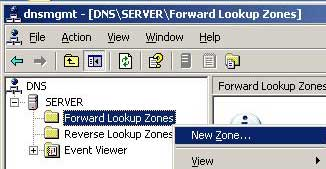 dnsmgmt - [DNS\SERVER\Forward Lookup Zones]
File Action View Window Help
DNS
SERVER
Forward Lookup Zones
Reverse Lookup Zones
Event Viewer
Forward Lookup Zones
New Zone...
View